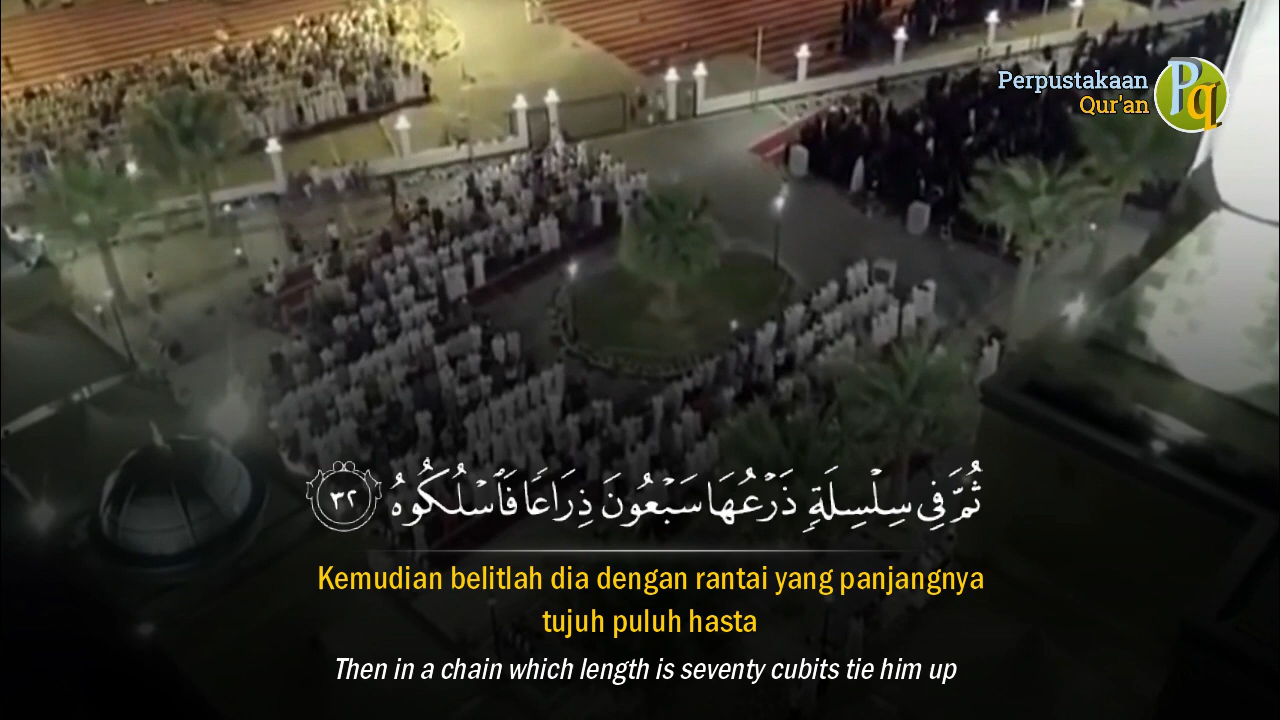 Perpustakaan
Qur'an
Pq
ثُمَّ فِي سِلْسِلَةٍ ذَرْعُهَا سَبْعُونَ ذِرَاعًا فَاسْلُكُوهُ ٣٢
Kemudian belitlah dia dengan rantai yang panjangnya
tujuh puluh hasta
Then in a chain which length is seventy cubits tie him up